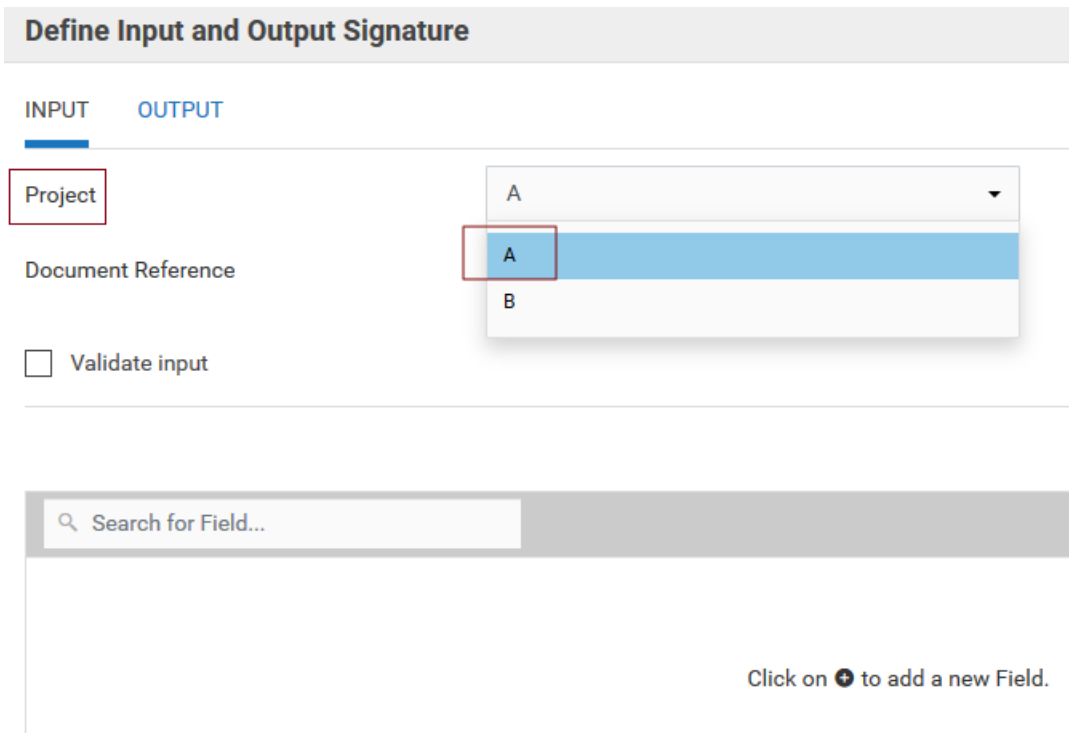 Define Input and Output Signature
INPUT OUTPUT
Project A
A
Document Reference
B
Validate input
Search for Field...
Click on to add a new Field.